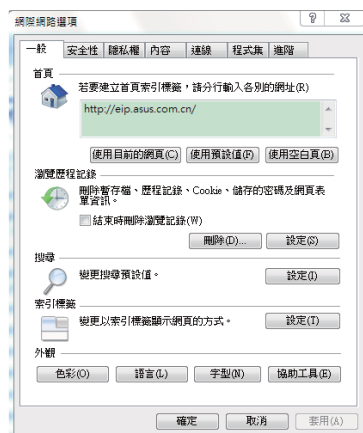 網際網路選項
一般 安全性 隱私權 內容 連線 程式集 進階
首頁
若要建立首頁索引標籤，請分行輸入各別的網址(R)
http://eip.asus.com.cn/
使用目前的網頁(C) 使用預設值(F) 使用空白頁(B)
瀏覽歷程記錄
刪除暫存檔、歷程記錄、Cookie、儲存的密碼及網頁表
單資訊。
結束時刪除瀏覽記錄(W)
刪除(D)... 設定(S)
搜尋
變更搜尋預設值。 設定(I)
索引標籤
變更以索引標籤顯示網頁的方式。 設定(T)
外觀
色彩(O) 語言(L) 字型(N) 協助工具(E)
確定 取消 套用(A)